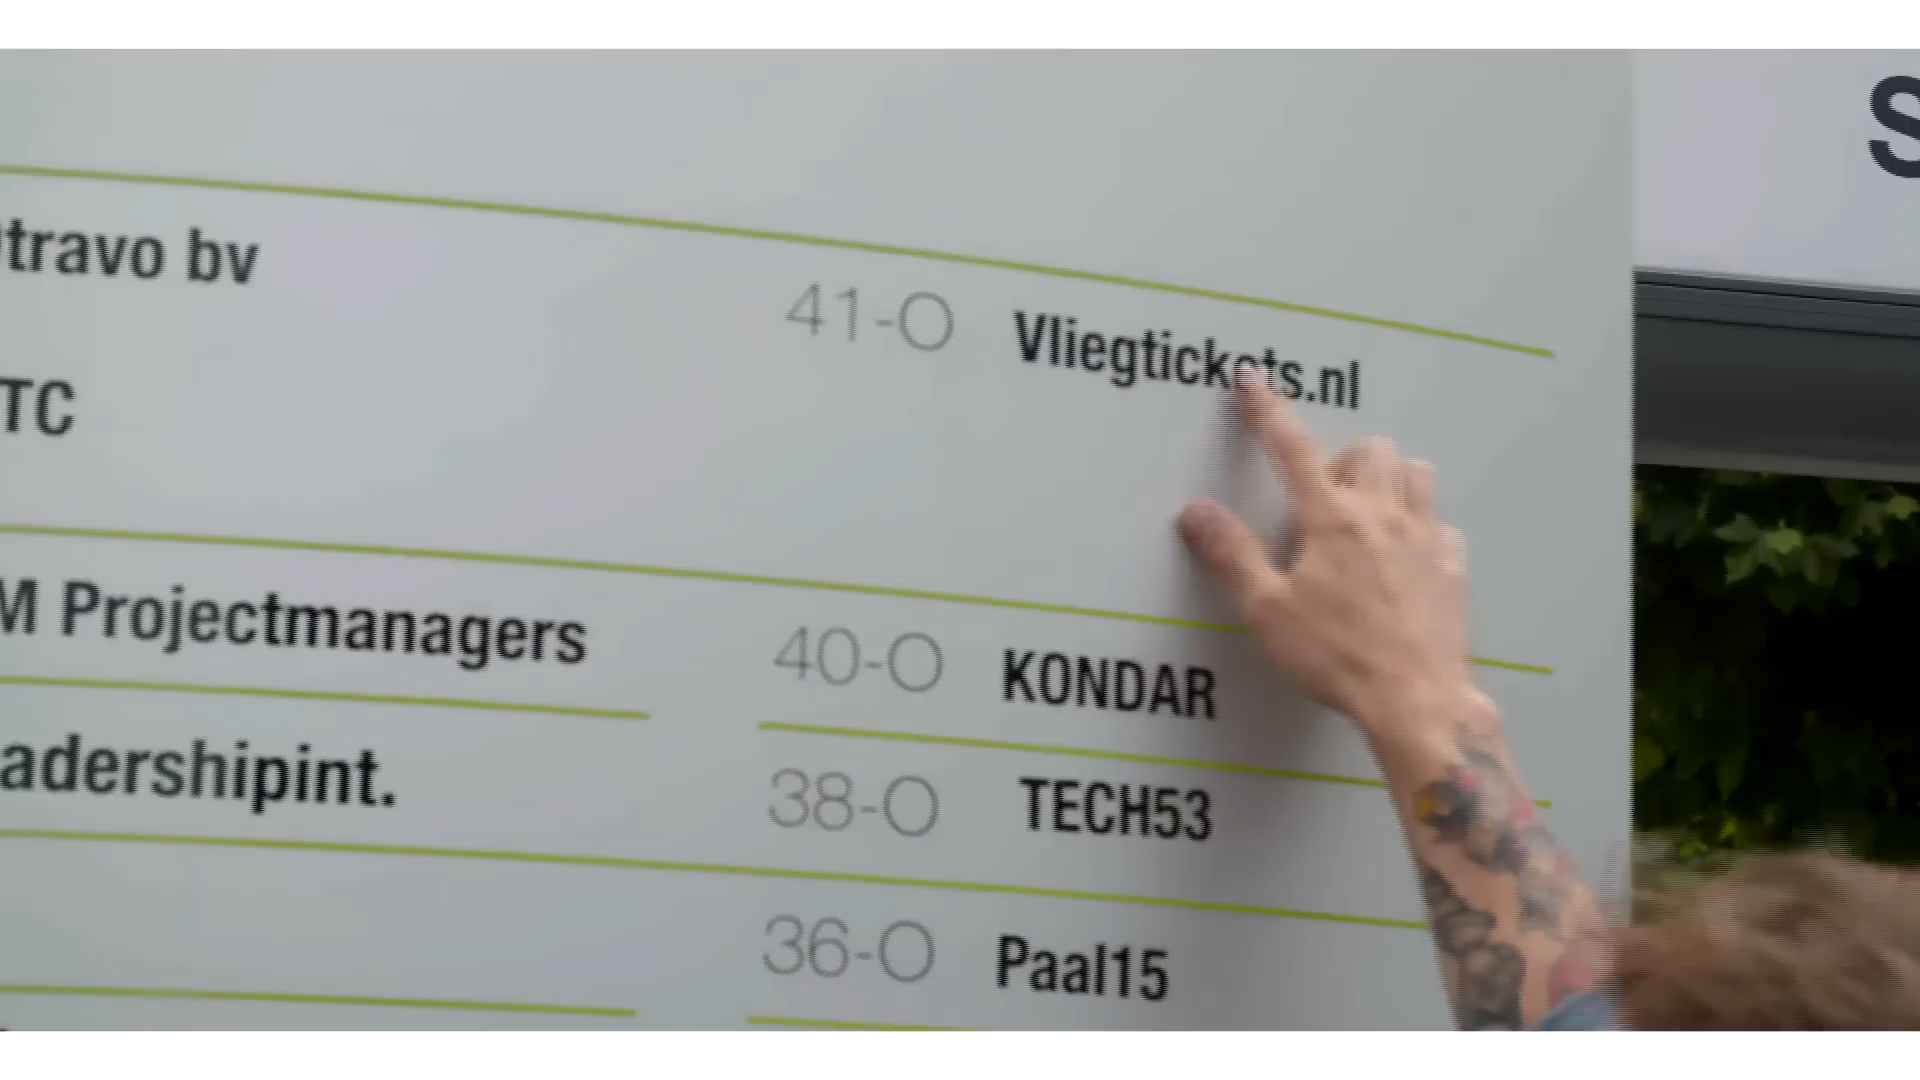 travo bv
41-O Vliegtickets.nl
TC
M Projectmanagers
40-O KONDAR
adershipint.
38-O TECH53
36-O Paal15
S